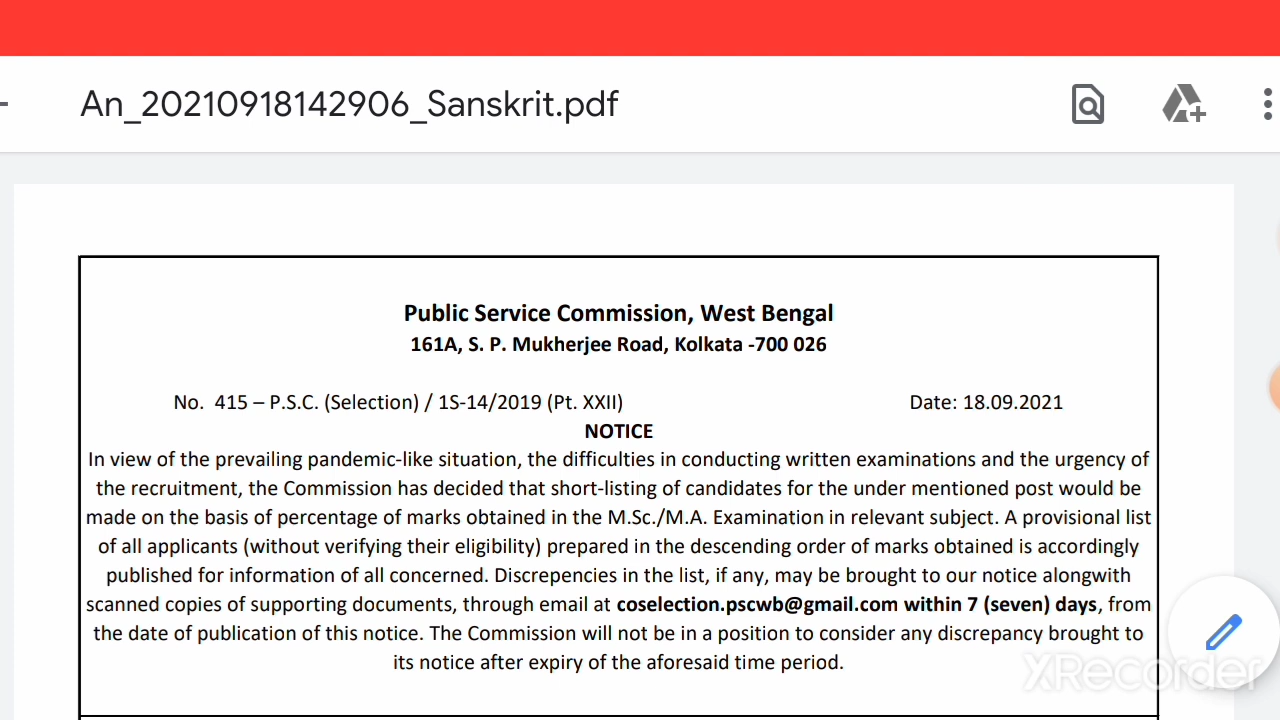 An_20210918142906_Sanskrit.pdf
Public Service Commission, West Bengal
161A, S. P. Mukherjee Road, Kolkata -700 026
No.  415 – P.S.C. (Selection) / 1S-14/2019 (Pt. XXII) Date: 18.09.2021
NOTICE
In view of the prevailing pandemic-like situation, the difficulties in conducting written examinations and the urgency of
the recruitment, the Commission has decided that short-listing of candidates for the under mentioned post would be
made on the basis of percentage of marks obtained in the M.Sc./M.A. Examination in relevant subject. A provisional list
of all applicants (without verifying their eligibility) prepared in the descending order of marks obtained is accordingly
published for information of all concerned. Discrepencies in the list, if any, may be brought to our notice alongwith
scanned copies of supporting documents, through email at coselection.pscwb@gmail.com within 7 (seven) days, from
the date of publication of this notice. The Commission will not be in a position to consider any discrepancy brought to
its notice after expiry of the aforesaid time period.
XRecorder